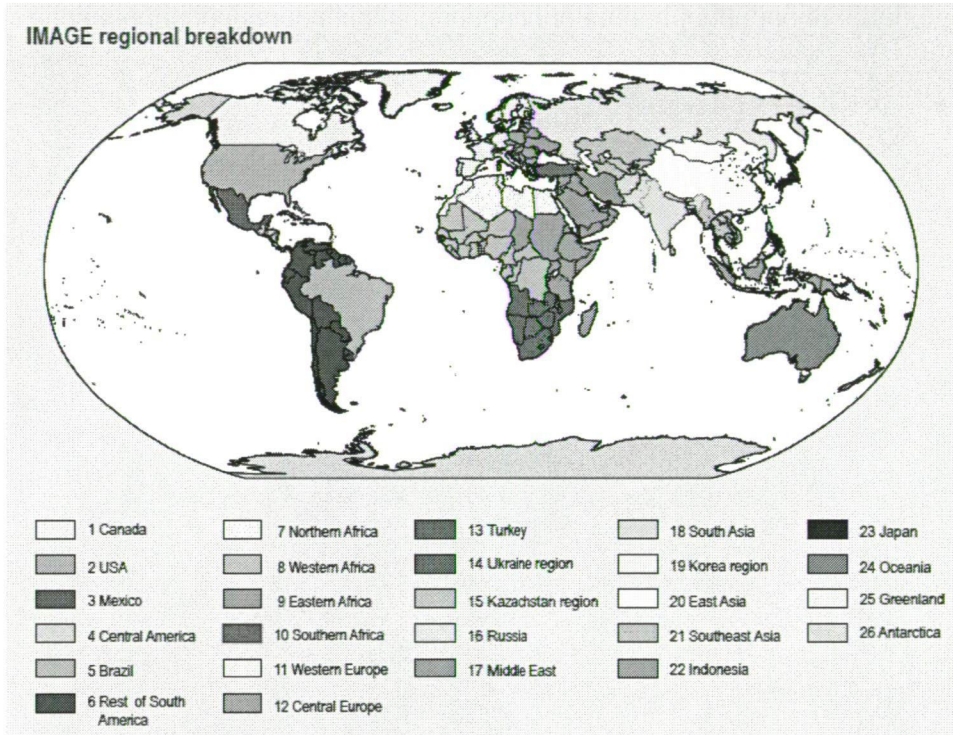 IMAGE regional breakdown
1 Canada
2 USA
3 Mexico
4 Central America
5 Brazil
6 Rest of South
America
7 Northern Africa
8 Western Africa
9 Eastern Africa
10 Southern Africa
11 Western Europe
12 Central Europe
13 Turkey
14 Ukraine region
15 Kazachstan region
16 Russia
17 Middle East
18 South Asia
19 Korea region
20 East Asia
21 Southeast Asia
22 Indonesia
23 Japan
24 Oceania
25 Greenland
26 Antarctica